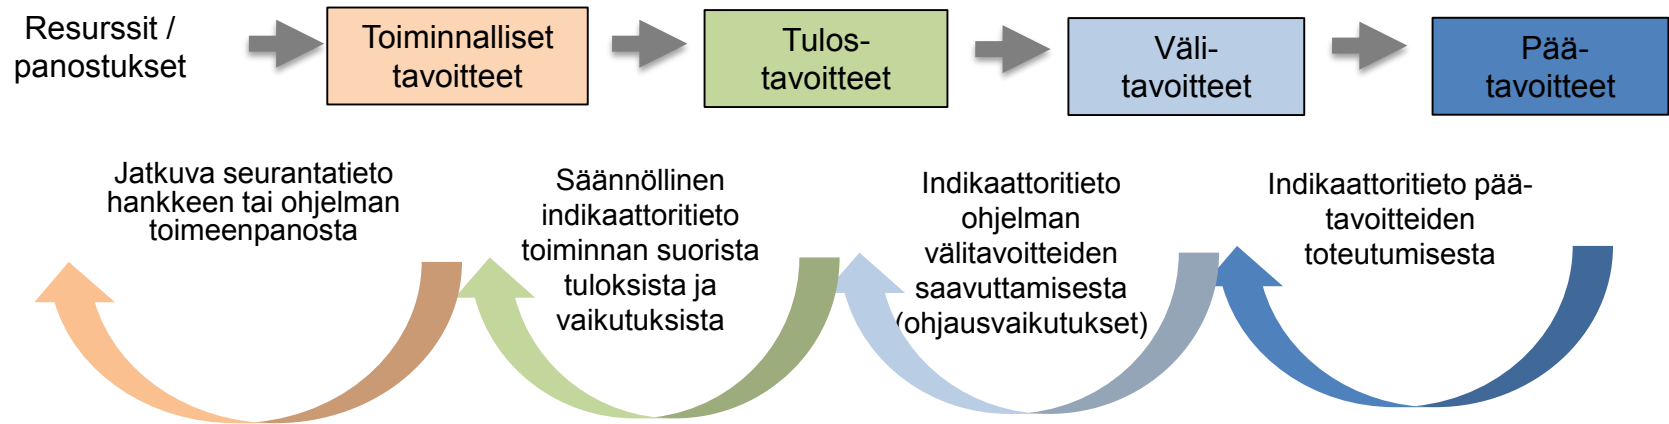 Resurssit /
panostukset
Toiminnalliset
tavoitteet
Tulos-
tavoitteet
Väli-
tavoitteet
Pää-
tavoitteet
Jatkuva seurantatieto
hankkeen tai ohjelman
toimeenpanosta
Säännöllinen
indikaattoritieto
toiminnan suorista
tuloksista ja
vaikutuksista
Indikaattoritieto
ohjelman
välitavoitteiden
saavuttamisesta
(ohjausvaikutukset)
Indikaattoritieto pää-
tavoitteiden
toteutumisesta